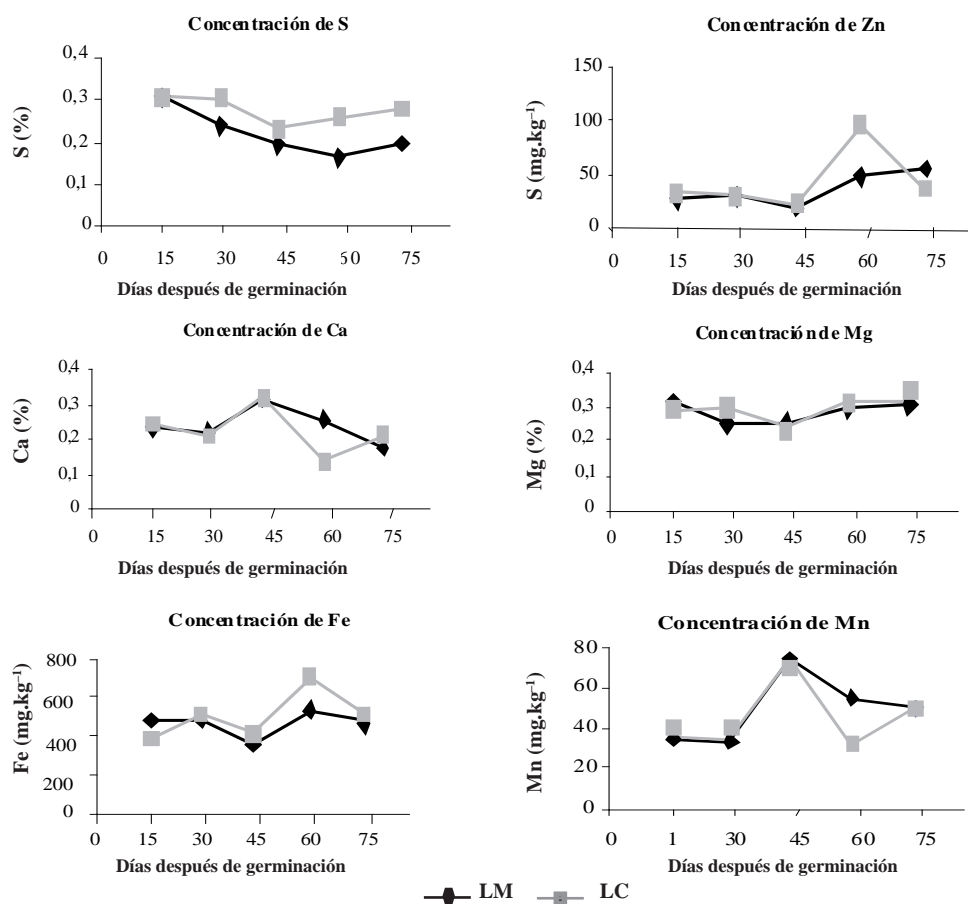 Concentración de S
0,4
0,3
0,2
0,1
0
S (%)
0 15 30 45 50 75
Días después de germinación
Concentración de Zn
150
100
50
0
S (mg.kg⁻¹)
0 15 30 45 60 75
Días después de germinación
Concentración de Ca
0,4
0,3
0,2
0,1
0
Ca (%)
0 15 30 45 60 75
Días después de germinación
Concentración de Mg
0,4
0,3
0,2
0,1
0
Mg (%)
0 15 30 45 60 75
Días después de germinación
Concentración de Fe
800
600
400
200
0
Fe (mg.kg⁻¹)
0 15 30 45 60 75
Días después de germinación
Concentración de Mn
80
60
40
20
0
Mn (mg.kg⁻¹)
0 1 30 45 60 75
Días después de germinación
LM LC